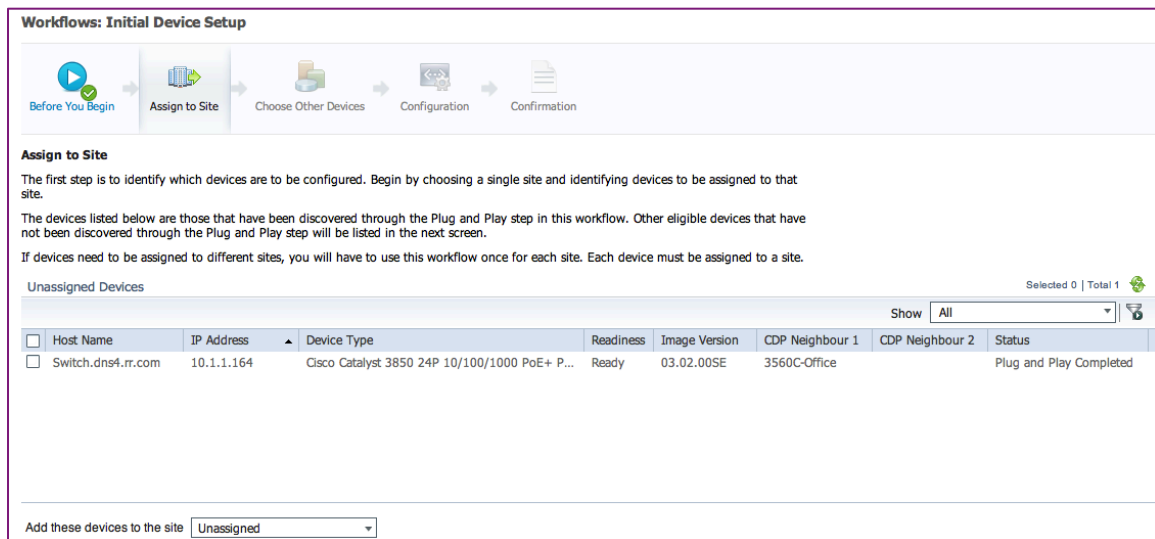 Workflows: Initial Device Setup
Before You Begin
Assign to Site
Choose Other Devices
Configuration
Confirmation
Assign to Site
The first step is to identify which devices are to be configured. Begin by choosing a single site and identifying devices to be assigned to that
site.
The devices listed below are those that have been discovered through the Plug and Play step in this workflow. Other eligible devices that have
not been discovered through the Plug and Play step will be listed in the next screen.
If devices need to be assigned to different sites, you will have to use this workflow once for each site. Each device must be assigned to a site.
Unassigned Devices Selected 0 | Total 1
Show All
Host Name IP Address Device Type Readiness Image Version CDP Neighbour 1 CDP Neighbour 2 Status
Switch.dns4.rr.com 10.1.1.164 Cisco Catalyst 3850 24P 10/100/1000 PoE+ P... Ready 03.02.00SE 3560C-Office Plug and Play Completed
Add these devices to the site Unassigned